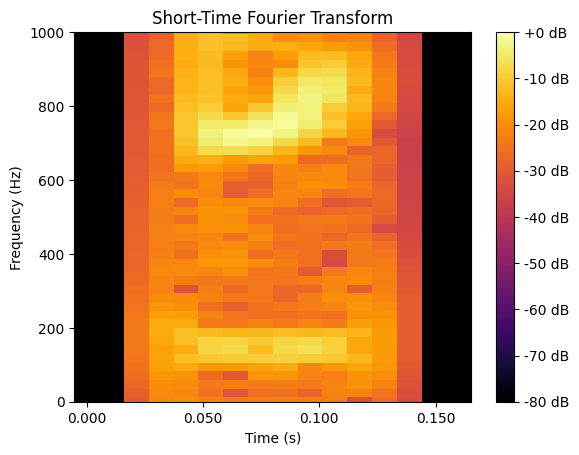 Short-Time Fourier Transform
1000
800
600
400
200
0
Frequency (Hz)
0.000
0.050
0.100
0.150
Time (s)
+0 dB
-10 dB
-20 dB
-30 dB
-40 dB
-50 dB
-60 dB
-70 dB
-80 dB